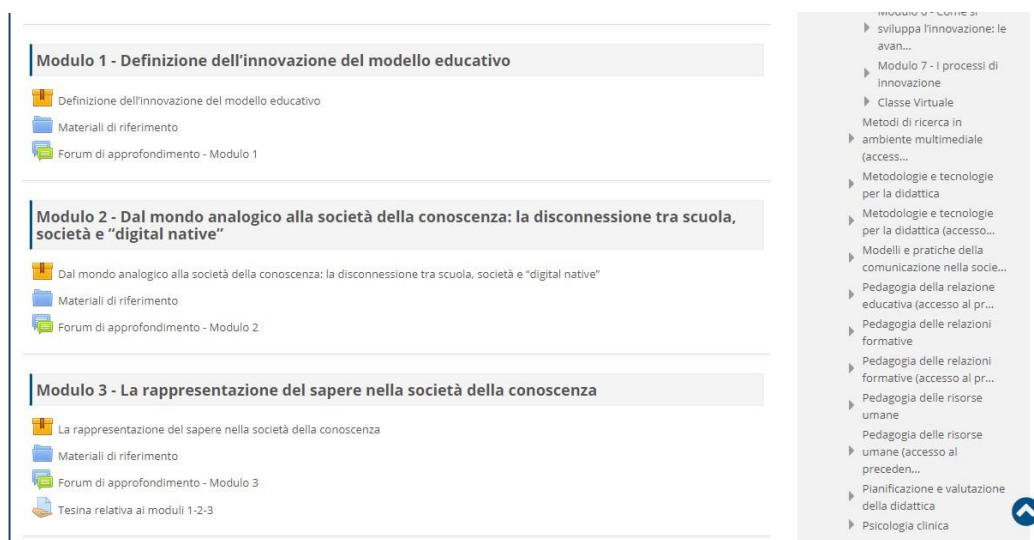 Modulo 1 - Definizione dell’innovazione del modello educativo
Definizione dell’innovazione del modello educativo
Materiali di riferimento
Forum di approfondimento - Modulo 1
Modulo 2 - Dal mondo analogico alla società della conoscenza: la disconnessione tra scuola,
società e “digital native”
Dal mondo analogico alla società della conoscenza: la disconnessione tra scuola, società e “digital native”
Materiali di riferimento
Forum di approfondimento - Modulo 2
Modulo 3 - La rappresentazione del sapere nella società della conoscenza
La rappresentazione del sapere nella società della conoscenza
Materiali di riferimento
Forum di approfondimento - Modulo 3
Tesina relativa ai moduli 1-2-3
Modulo 6 - Come si
sviluppa l’innovazione: le
avan...
Modulo 7 - I processi di
innovazione
Classe Virtuale
Metodi di ricerca in
ambiente multimediale
(access...
Metodologie e tecnologie
per la didattica
Metodologie e tecnologie
per la didattica (accesso...
Modelli e pratiche della
comunicazione nella socie...
Pedagogia della relazione
educativa (accesso al pr...
Pedagogia delle relazioni
formative
Pedagogia delle relazioni
formative (accesso al pr...
Pedagogia delle risorse
umane
Pedagogia delle risorse
umane (accesso al
preceden...
Pianificazione e valutazione
della didattica
Psicologia clinica